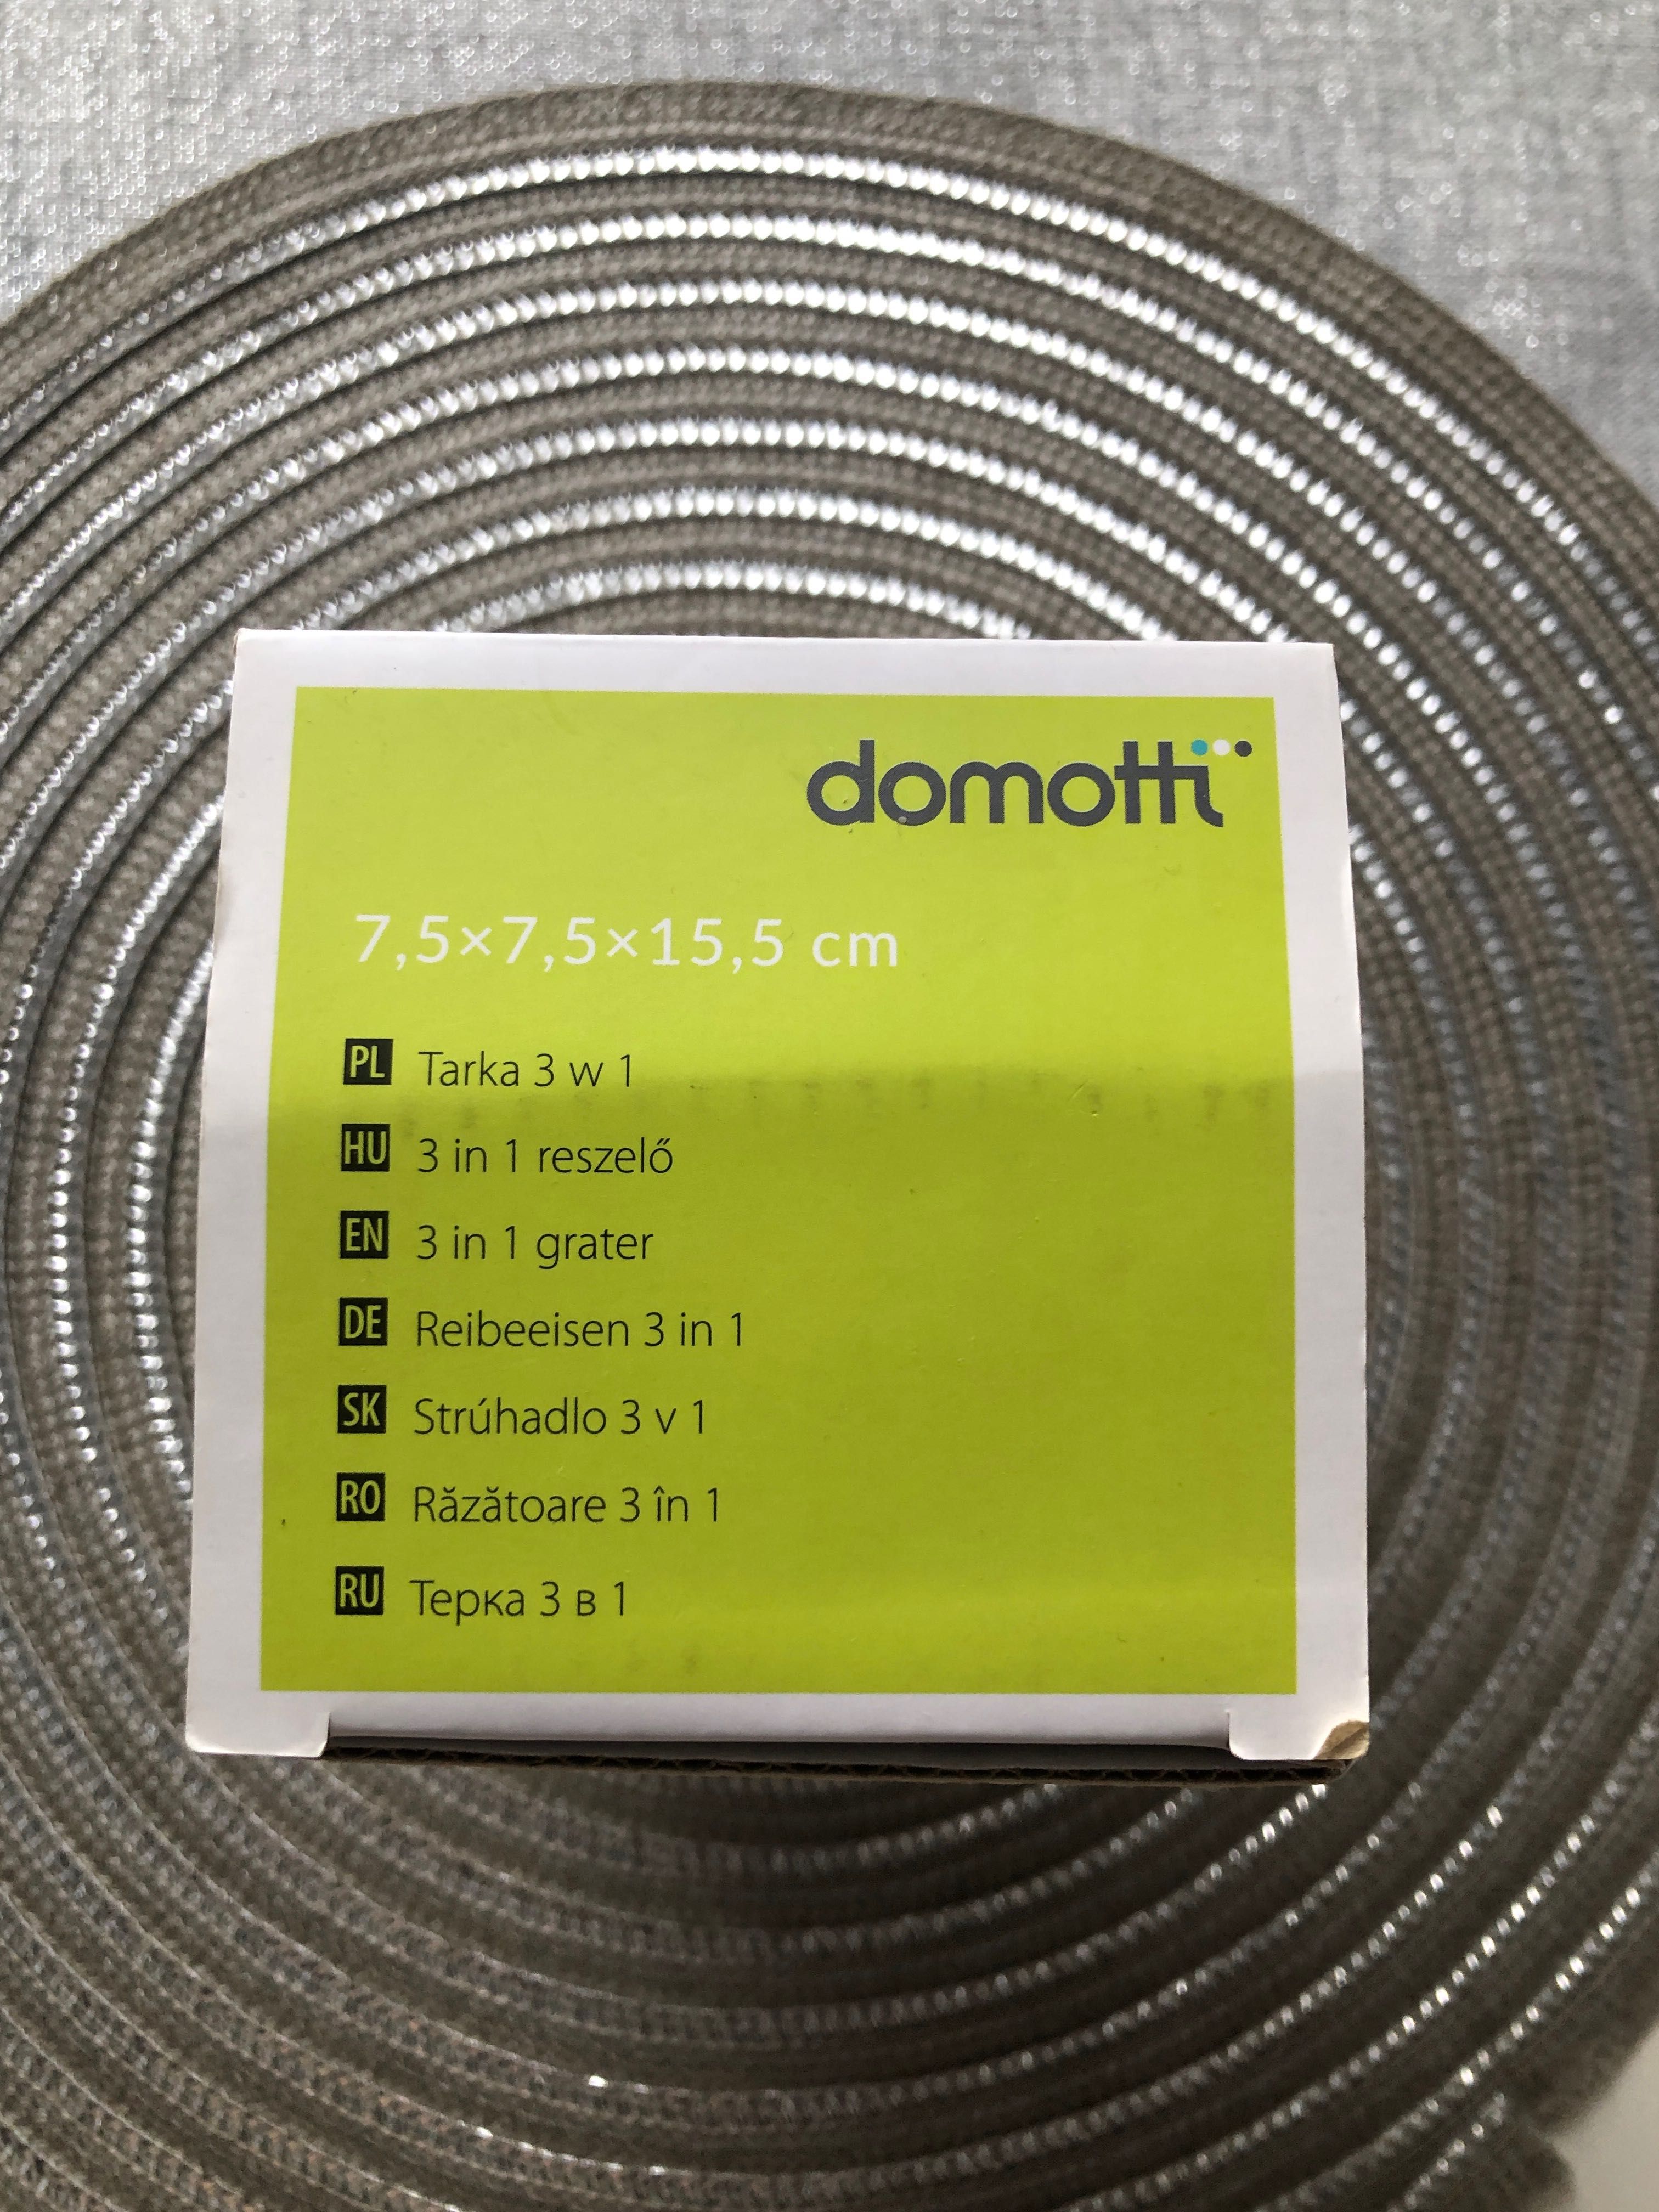 domotti
7,5×7,5×15,5 cm
PL Tarka 3 w 1
HU 3 in 1 reszelő
EN 3 in 1 grater
DE Reibeeisen 3 in 1
SK Strúhadlo 3 v 1
RO Răzătoare 3 în 1
RU Терка 3 в 1